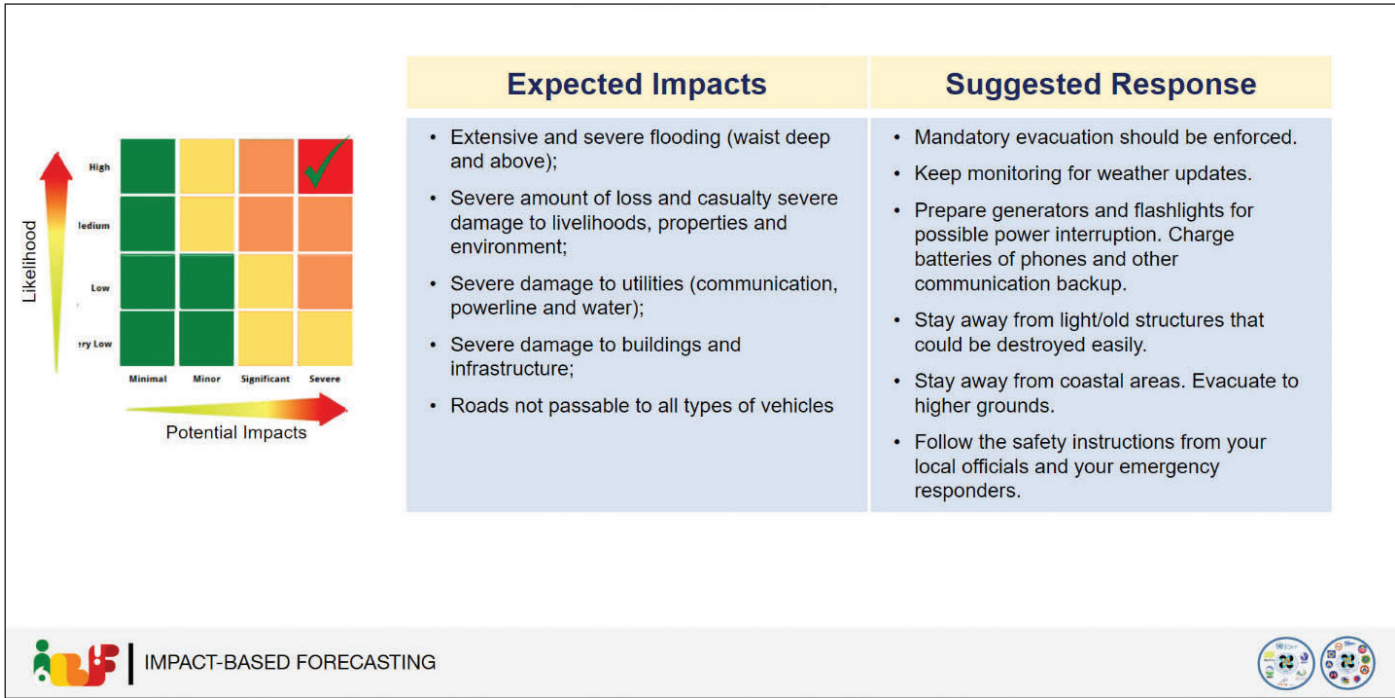 Expected Impacts
Suggested Response
• Extensive and severe flooding (waist deep
and above);
• Severe amount of loss and casualty severe
damage to livelihoods, properties and
environment;
• Severe damage to utilities (communication,
powerline and water);
• Severe damage to buildings and
infrastructure;
• Roads not passable to all types of vehicles
• Mandatory evacuation should be enforced.
• Keep monitoring for weather updates.
• Prepare generators and flashlights for
possible power interruption. Charge
batteries of phones and other
communication backup.
• Stay away from light/old structures that
could be destroyed easily.
• Stay away from coastal areas. Evacuate to
higher grounds.
• Follow the safety instructions from your
local officials and your emergency
responders.
Likelihood
High
ledium
Low
ry Low
Minimal Minor Significant Severe
Potential Impacts
IMPACT-BASED FORECASTING